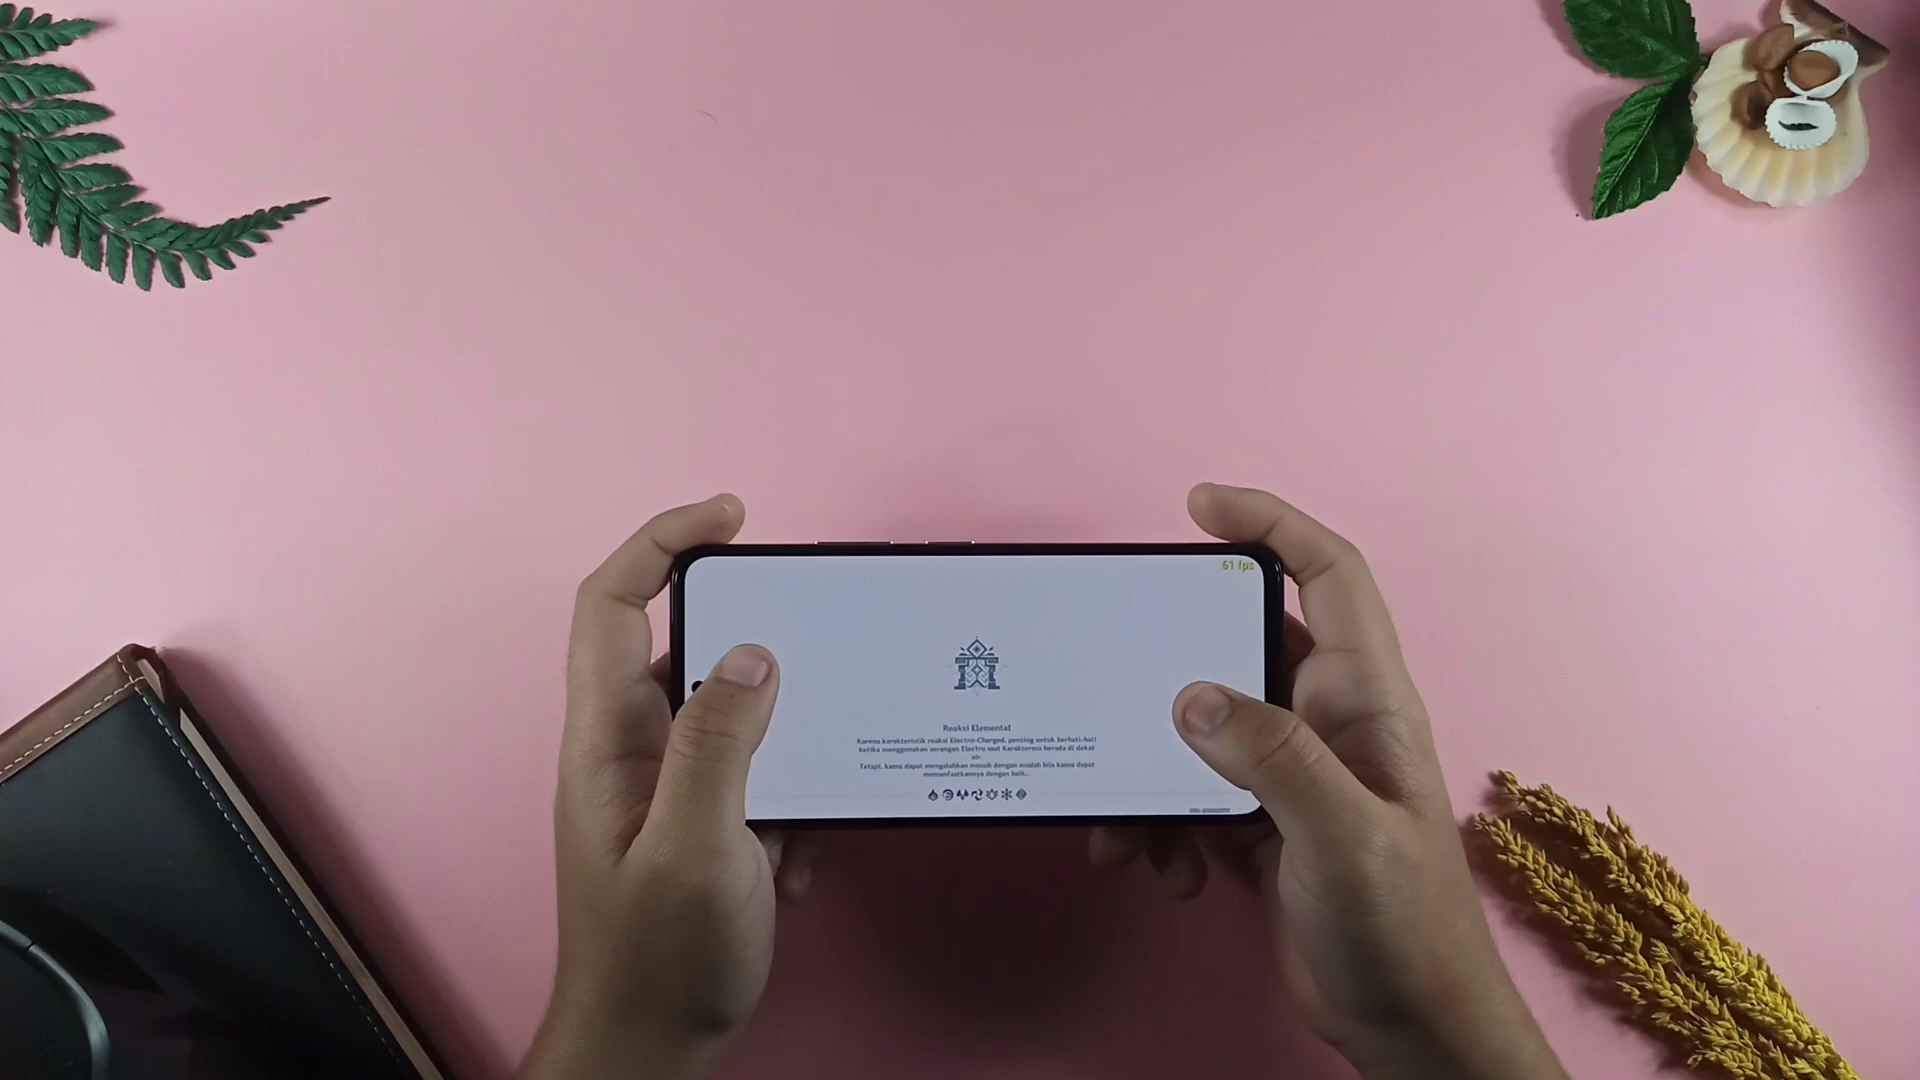 61 fps
Reaksi Elemental
Karena karakteristik reaksi Electro-Charged, penting untuk berhati-hati
ketika menggunakan serangan Electro saat Karaktermu berada di dekat
air.
Tetapi, kamu dapat mengalahkan musuh dengan mudah bila kamu dapat
memanfaatkannya dengan baik...